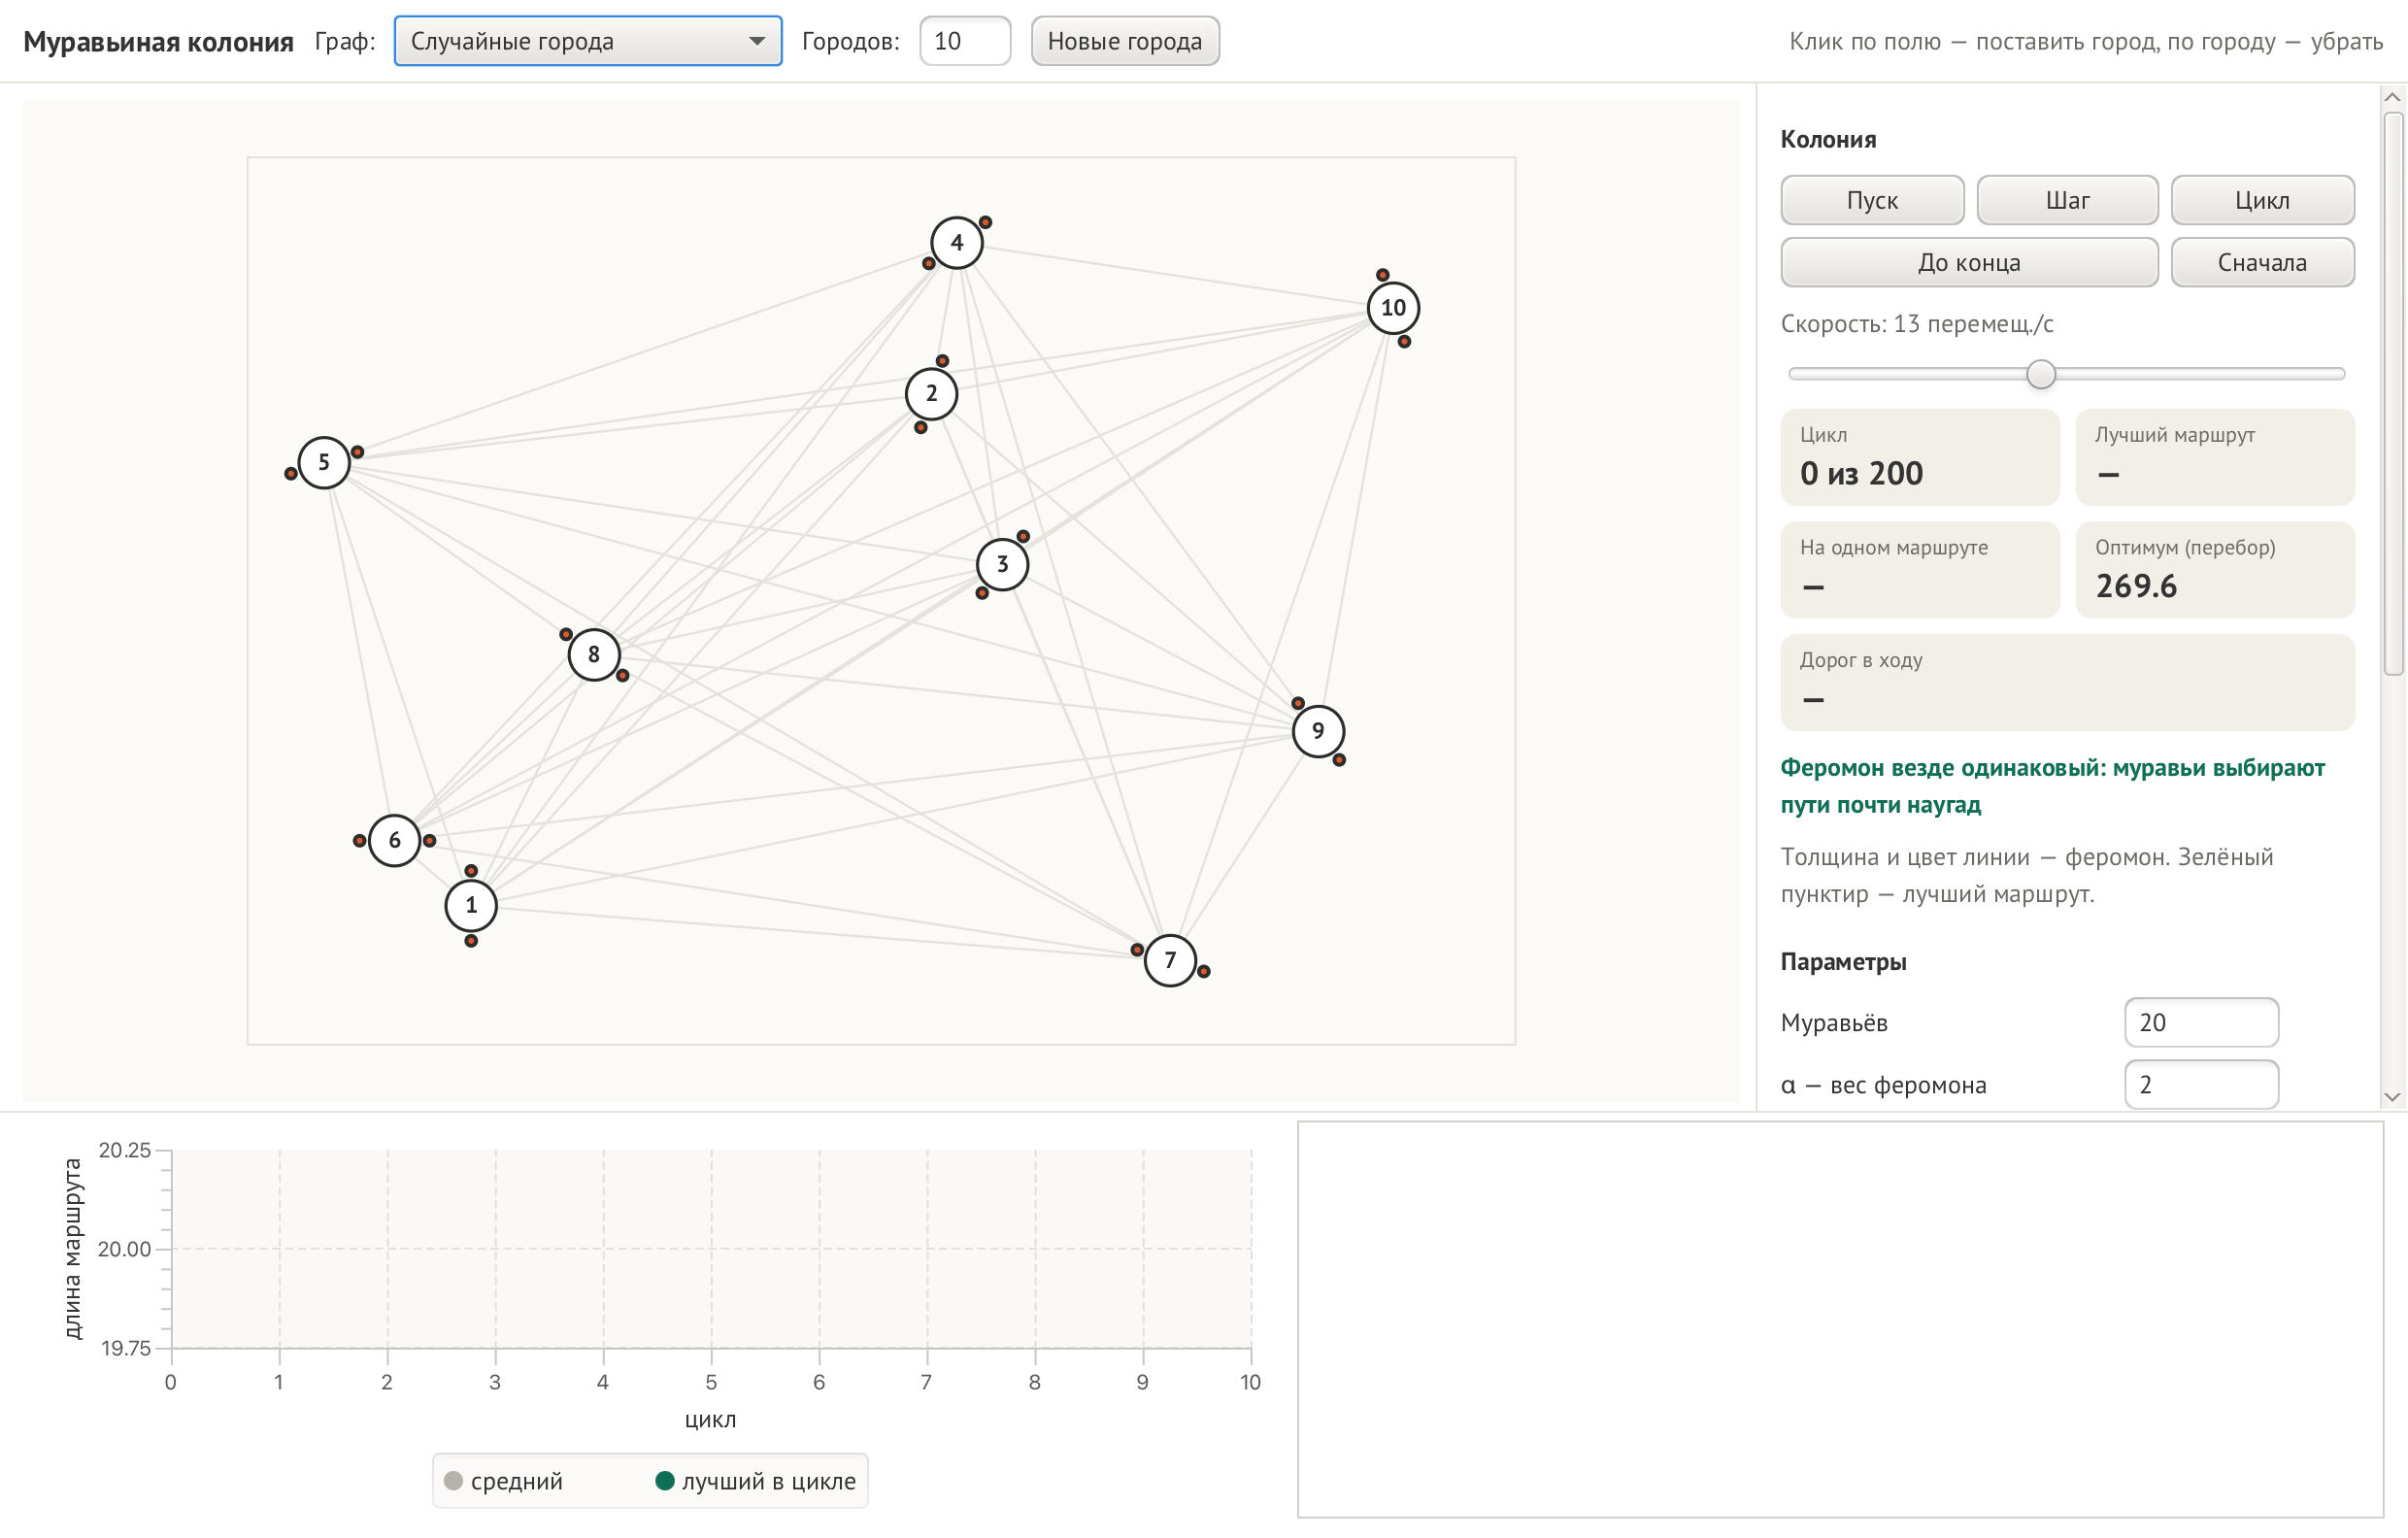 Муравьиная колония Граф: Случайные города Городов: 10 Новые города Клик по полю — поставить город, по городу — убрать
4
10
2
5
3
8
9
6
1
7
Колония
Пуск Шаг Цикл
До конца Сначала
Скорость: 13 перемещ./с
Цикл Лучший маршрут
0 из 200 —
На одном маршруте Оптимум (перебор)
— 269.6
Дорог в ходу
—
Феромон везде одинаковый: муравьи выбирают
пути почти наугад
Толщина и цвет линии — феромон. Зелёный
пунктир — лучший маршрут.
Параметры
Муравьёв 20
α — вес феромона 2
длина маршрута
20.25
20.00
19.75
0 1 2 3 4 5 6 7 8 9 10
цикл
средний лучший в цикле